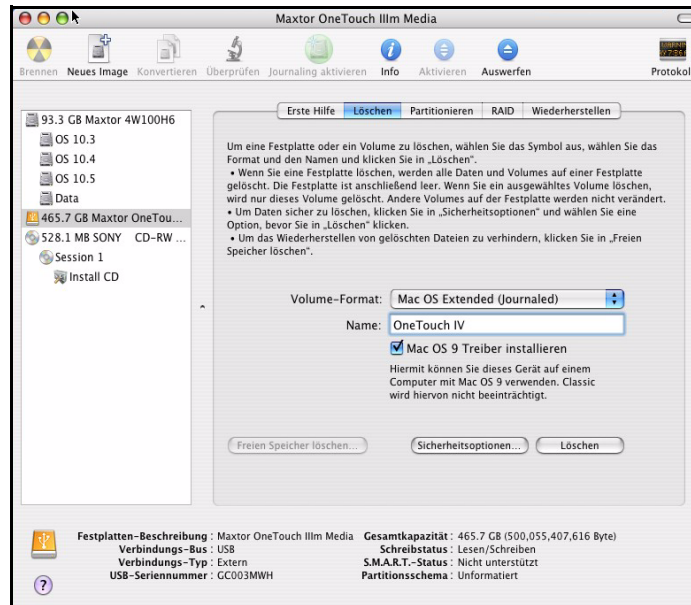 Maxtor OneTouch IIIm Media
Brennen Neues Image Konvertieren Überprüfen Journaling aktivieren Info Aktivieren Auswerfen Protokol
Erste Hilfe Löschen Partitionieren RAID Wiederherstellen
93.3 GB Maxtor 4W100H6
OS 10.3
OS 10.4
OS 10.5
Data
465.7 GB Maxtor OneTou...
528.1 MB SONY CD-RW ...
Session 1
Install CD
Um eine Festplatte oder ein Volume zu löschen, wählen Sie das Symbol aus, wählen Sie das
Format und den Namen und klicken Sie in „Löschen“.
• Wenn Sie eine Festplatte löschen, werden alle Daten und Volumes auf einer Festplatte
gelöscht. Die Festplatte ist anschließend leer. Wenn Sie ein ausgewähltes Volume löschen,
wird nur dieses Volume gelöscht. Andere Volumes auf der Festplatte werden nicht verändert.
• Um Daten sicher zu löschen, klicken Sie in „Sicherheitsoptionen“ und wählen Sie eine
Option, bevor Sie in „Löschen“ klicken.
• Um das Wiederherstellen von gelöschten Dateien zu verhindern, klicken Sie in „Freien
Speicher löschen“.
Volume-Format: Mac OS Extended (Journaled)
Name: OneTouch IV
Mac OS 9 Treiber installieren
Hiermit können Sie dieses Gerät auf einem
Computer mit Mac OS 9 verwenden. Classic
wird hiervon nicht beeinträchtigt.
Freien Speicher löschen... Sicherheitsoptionen... Löschen
Festplatten-Beschreibung : Maxtor OneTouch IIIm Media Gesamtkapazität : 465.7 GB (500,055,407,616 Byte)
Verbindungs-Bus : USB Schreibstatus : Lesen/Schreiben
Verbindungs-Typ : Extern S.M.A.R.T.-Status : Nicht unterstützt
USB-Seriennummer : GC003MWH Partitionsschema : Unformatiert
?